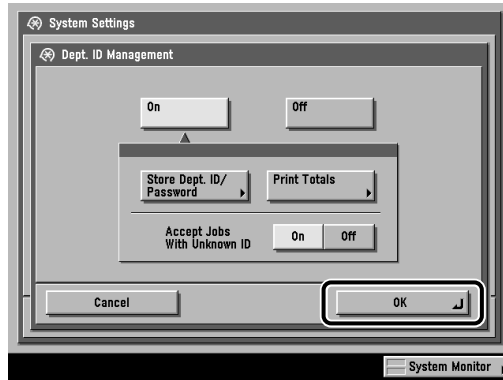 System Settings
Dept. ID Management
On
Off
Store Dept. ID/
Password
Print Totals
Accept Jobs
With Unknown ID
On
Off
Cancel
OK
System Monitor